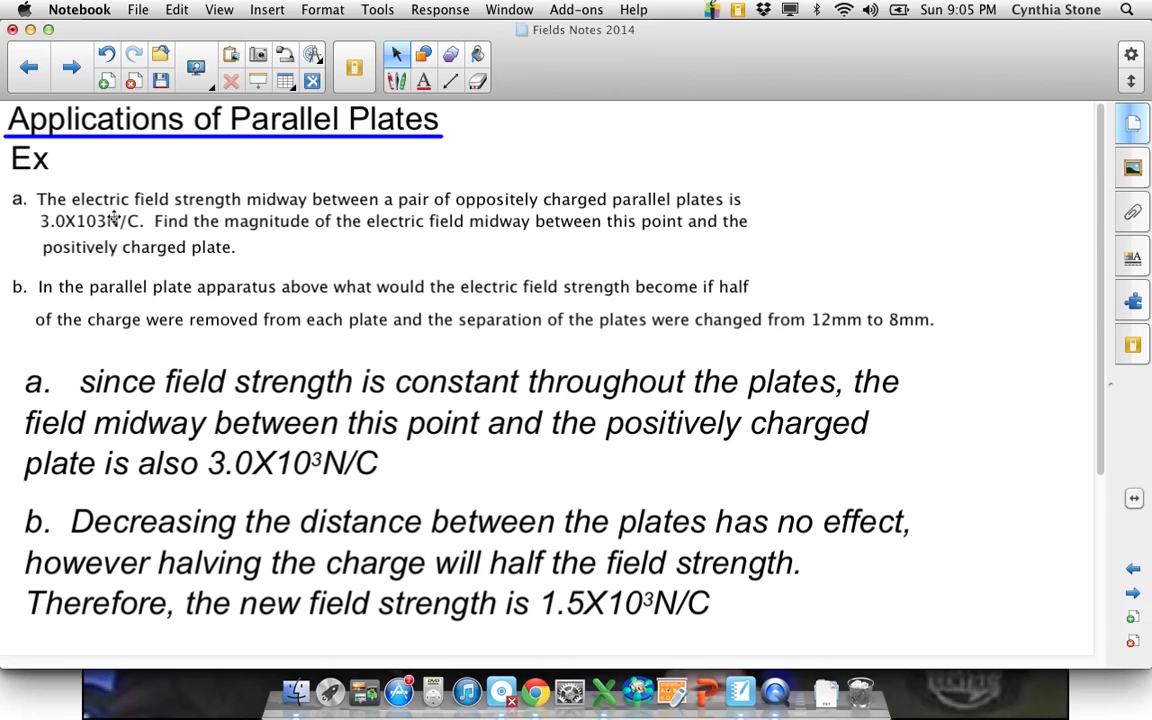 Notebook File Edit View Insert Format Tools Response Window Add-ons Help Sun 9:05 PM Cynthia Stone
Fields Notes 2014
Applications of Parallel Plates
Ex
a. The electric field strength midway between a pair of oppositely charged parallel plates is
3.0X103N/C. Find the magnitude of the electric field midway between this point and the
positively charged plate.
b. In the parallel plate apparatus above what would the electric field strength become if half
of the charge were removed from each plate and the separation of the plates were changed from 12mm to 8mm.
a. since field strength is constant throughout the plates, the
field midway between this point and the positively charged
plate is also 3.0X10³N/C
b. Decreasing the distance between the plates has no effect,
however halving the charge will half the field strength.
Therefore, the new field strength is 1.5X10³N/C